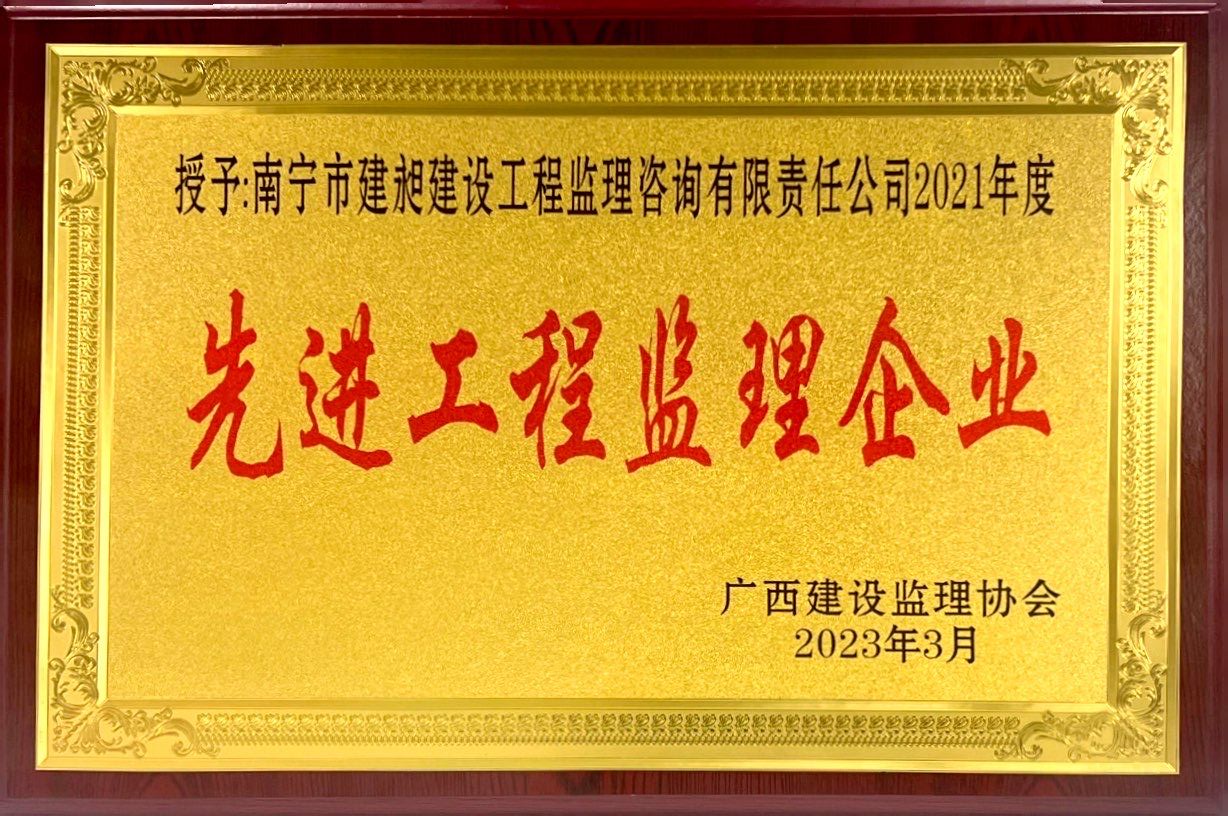 授予:南宁市建昶建设工程监理咨询有限责任公司2021年度
先进工程监理企业
广西建设监理协会
2023年3月